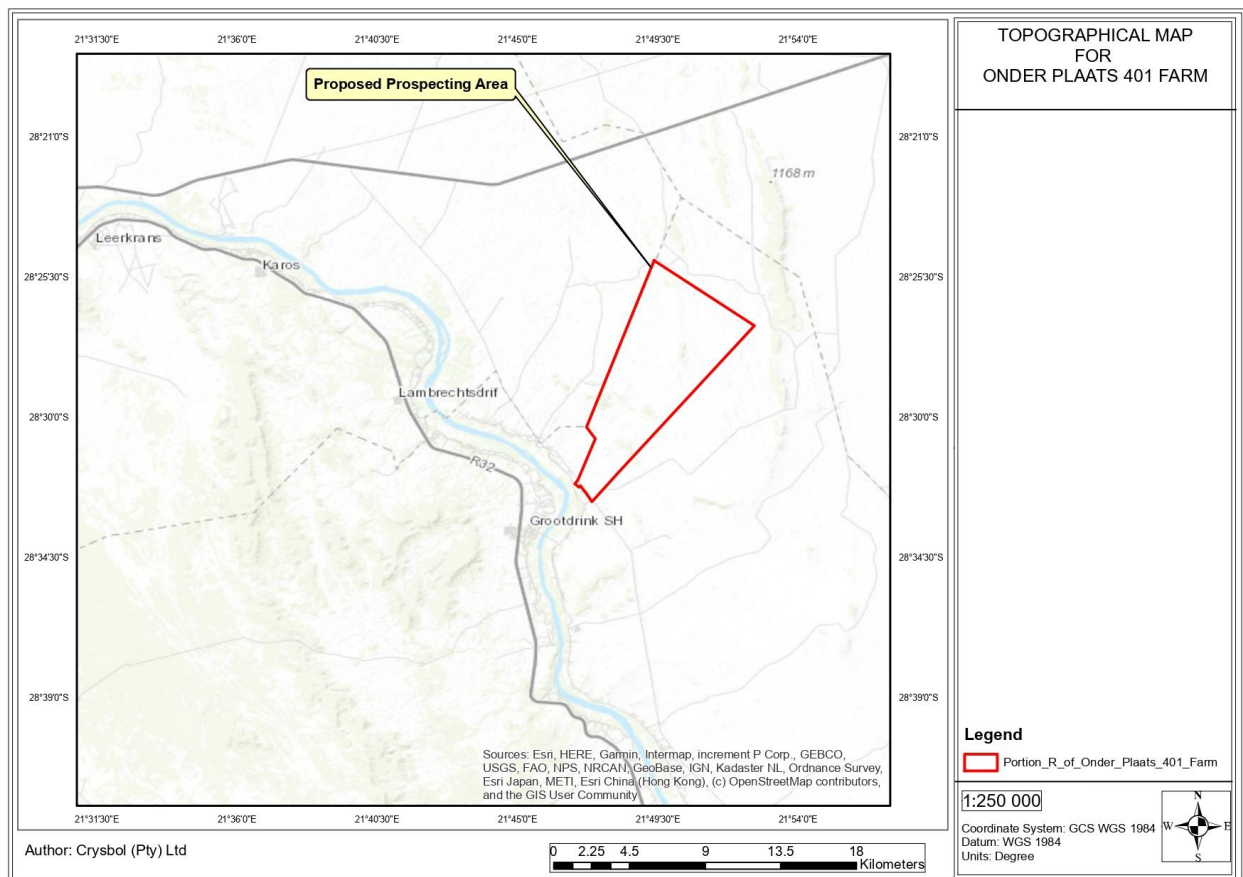 TOPOGRAPHICAL MAP
FOR
ONDER PLAATS 401 FARM
21°31'30"E
21°36'0"E
21°40'30"E
21°45'0"E
21°49'30"E
21°54'0"E
Proposed Prospecting Area
28°21'0"S
28°21'0"S
1168 m
Leerkrans
Karos
28°25'30"S
28°25'30"S
Lambrechtsdrif
28°30'0"S
28°30'0"S
R32
Grootdrink SH
28°34'30"S
28°34'30"S
28°39'0"S
28°39'0"S
Sources: Esri, HERE, Garmin, Intermap, increment P Corp., GEBCO,
USGS, FAO, NPS, NRCAN, GeoBase, IGN, Kadaster NL, Ordnance Survey,
Esri Japan, METI, Esri China (Hong Kong), (c) OpenStreetMap contributors,
and the GIS User Community
21°31'30"E
21°36'0"E
21°40'30"E
21°45'0"E
21°49'30"E
21°54'0"E
Author: Crysbol (Pty) Ltd
0 2.25 4.5 9 13.5 18
Kilometers
Legend
Portion_R_of_Onder_Plaats_401_Farm
1:250 000
Coordinate System: GCS WGS 1984
Datum: WGS 1984
Units: Degree
N
W E
S